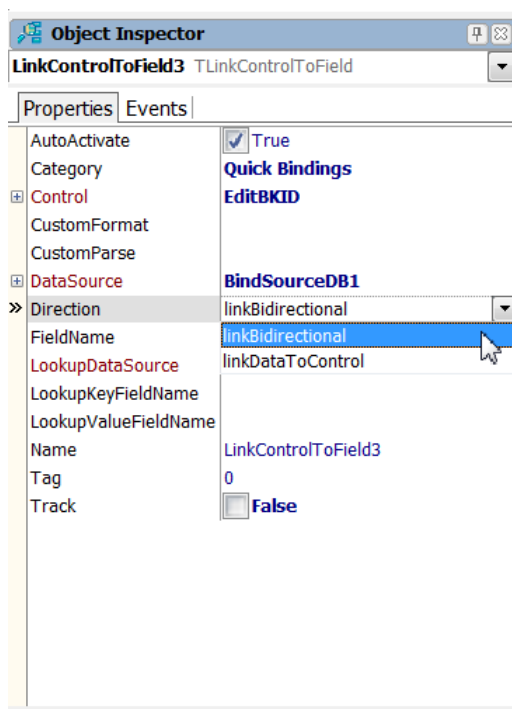 Object Inspector
LinkControlToField3 TLinkControlToField
Properties Events
AutoActivate True
Category Quick Bindings
Control EditBKID
CustomFormat
CustomParse
DataSource BindSourceDB1
Direction linkBidirectional
FieldName linkBidirectional
LookupDataSource linkDataToControl
LookupKeyFieldName
LookupValueFieldName
Name LinkControlToField3
Tag 0
Track False